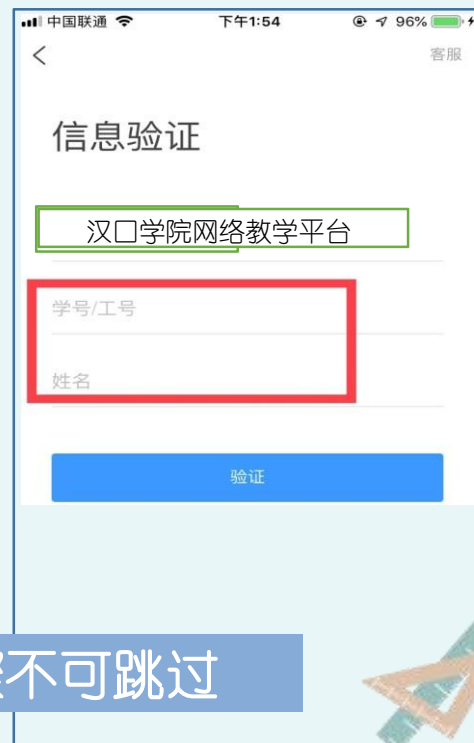 中国联通 下午1:54 96%
客服
信息验证
汉口学院网络教学平台
学号/工号
姓名
验证
不可跳过